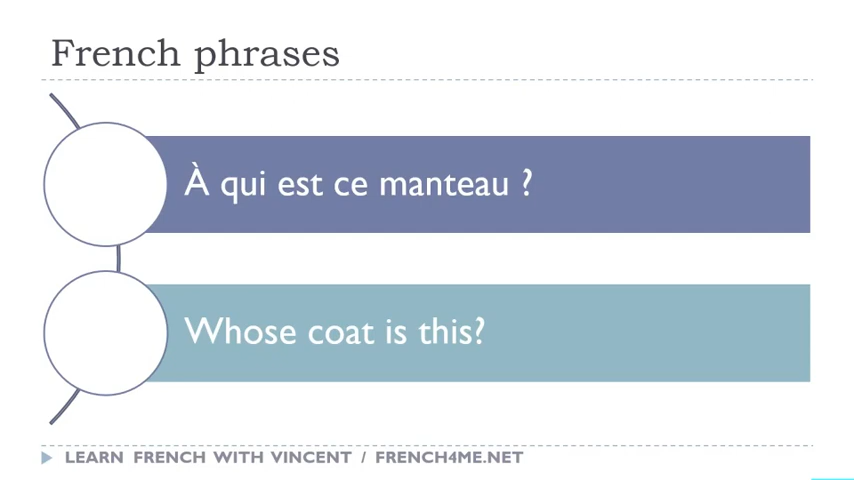 French phrases
À qui est ce manteau ?
Whose coat is this?
LEARN FRENCH WITH VINCENT / FRENCH4ME.NET